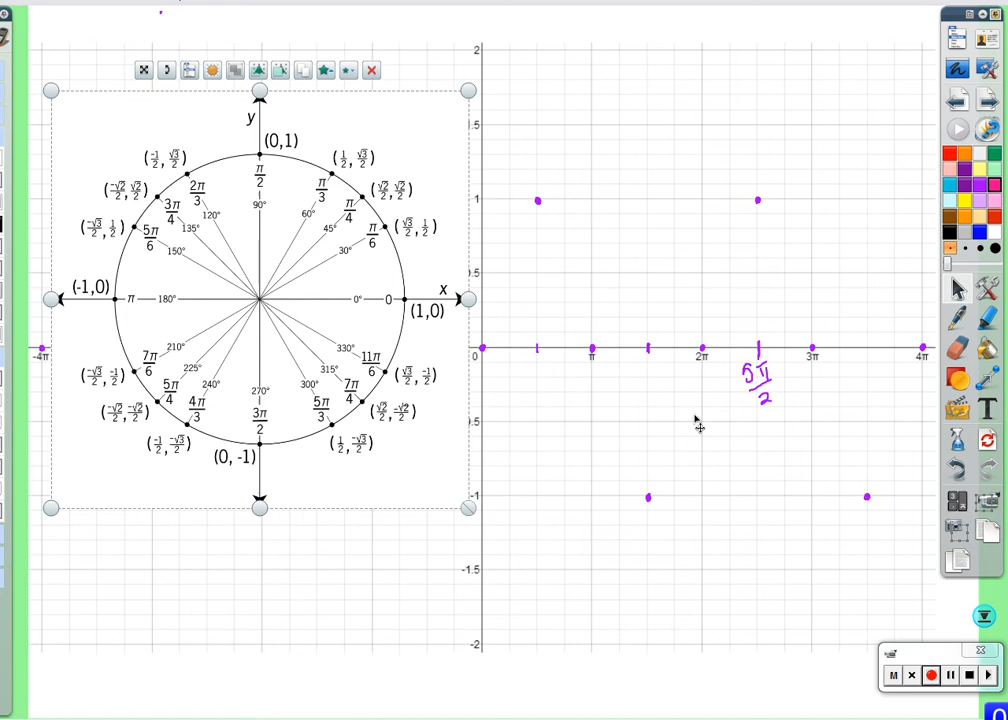 2
y
(0,1)
1.5
(-1/2, √3/2)
(1/2, √3/2)
π/2
2π/3
π/3
(-√2/2, √2/2)
(√2/2, √2/2)
90°
3π/4
120°
60°
π/4
1
(-√3/2, 1/2)
5π/6
135°
45°
π/6
(√3/2, 1/2)
150°
30°
0.5
(-1,0)
x
π
180°
0°
0
(1,0)
-4π
0
π
2π
3π
4π
5π/2
210°
330°
7π/6
11π/6
225°
315°
(-√3/2, -1/2)
(√3/2, -1/2)
5π/4
240°
270°
300°
7π/4
4π/3
3π/2
5π/3
(-√2/2, -√2/2)
(√2/2, -√2/2)
-0.5
(-1/2, -√3/2)
(1/2, -√3/2)
(0, -1)
-1
-1.5
-2
T
3
M